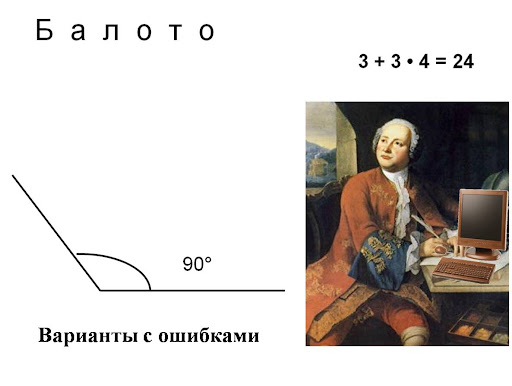 Б а л о т о
3 + 3 • 4 = 24
90°
Варианты с ошибками